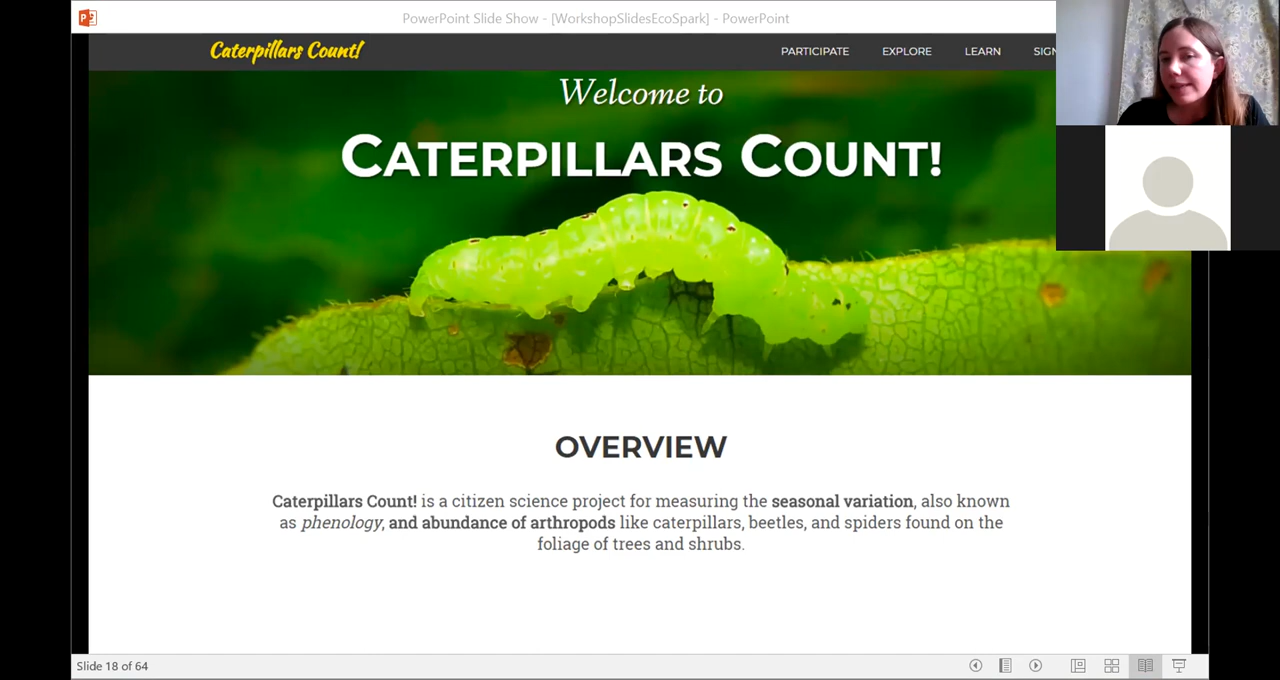 PowerPoint Slide Show - [WorkshopSlidesEcoSpark] - PowerPoint
Caterpillars Count!
PARTICIPATE EXPLORE LEARN SIGN
Welcome to
CATERPILLARS COUNT!
OVERVIEW
Caterpillars Count! is a citizen science project for measuring the seasonal variation, also known
as phenology, and abundance of arthropods like caterpillars, beetles, and spiders found on the
foliage of trees and shrubs.
Slide 18 of 64